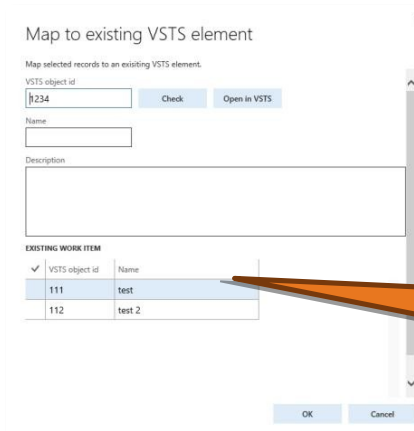 Map to existing VSTS element
Map selected records to an exisiting VSTS element.
VSTS object id
1234 Check Open in VSTS
Name
Description
EXISTING WORK ITEM
✓ VSTS object id Name
111 test
112 test 2
OK Cancel